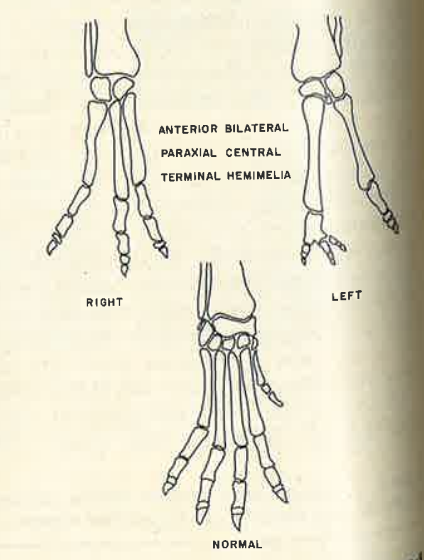 ANTERIOR BILATERAL
PARAXIAL CENTRAL
TERMINAL HEMIMELIA
RIGHT
LEFT
NORMAL